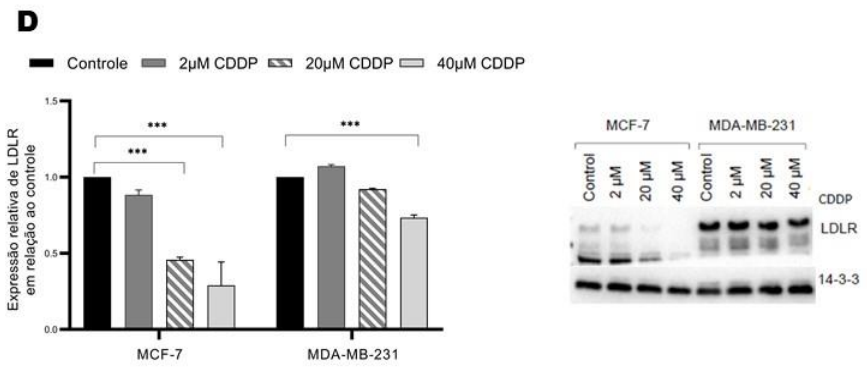 D
Controle 2µM CDDP 20µM CDDP 40µM CDDP
Expressão relativa de LDLR
em relação ao controle
1.5
1.0
0.5
0.0
***
***
***
MCF-7 MDA-MB-231
MCF-7 MDA-MB-231
Control 2 µM 20 µM 40 µM Control 2 µM 20 µM 40 µM
CDDP
LDLR
14-3-3